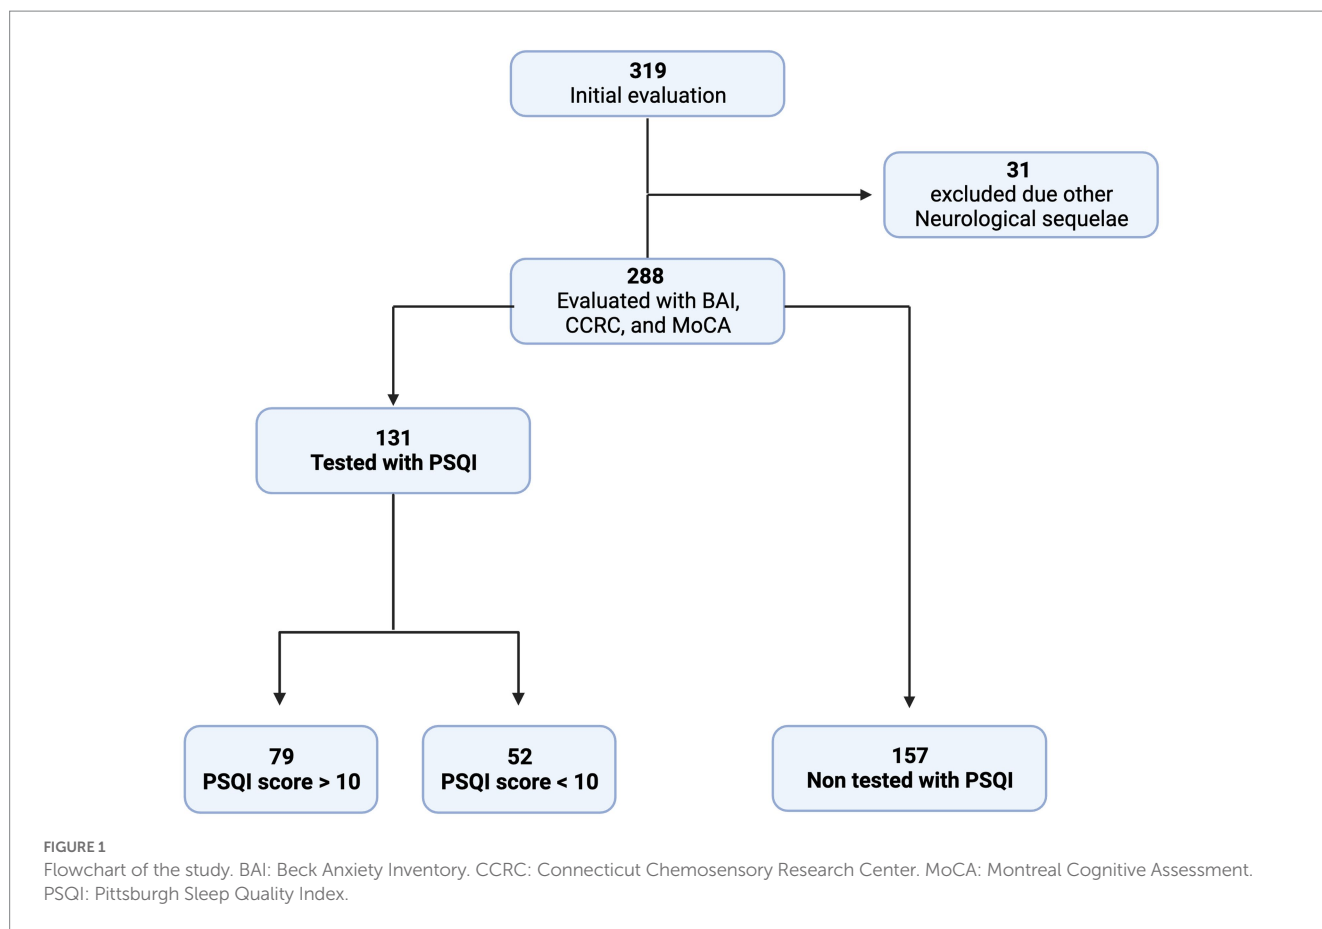 319
Initial evaluation
31
excluded due other
Neurological sequelae
288
Evaluated with BAI,
CCRC, and MoCA
131
Tested with PSQI
79
PSQI score > 10
52
PSQI score < 10
157
Non tested with PSQI
FIGURE 1
Flowchart of the study. BAI: Beck Anxiety Inventory. CCRC: Connecticut Chemosensory Research Center. MoCA: Montreal Cognitive Assessment.
PSQI: Pittsburgh Sleep Quality Index.